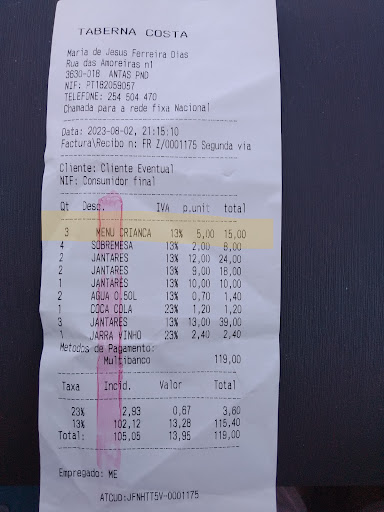 TABERNA COSTA
Maria de Jesus Ferreira Dias
Rua das Amoreiras n1
3630-018 ANTAS PND
NIF: PT182059057
TELEFONE: 254 504 470
Chamada para a rede fixa Nacional
Data: 2023-08-02, 21:15:10
Factura\Recibo n: FR Z/0001175 Segunda via
Cliente: Cliente Eventual
NIF: Consumidor final
Qt Desc. IVA p.unit total
3 MENU CRIANCA 13% 5,00 15,00
4 SOBREMESA 13% 2,00 8,00
2 JANTARES 13% 12,00 24,00
2 JANTARES 13% 9,00 18,00
1 JANTARES 13% 10,00 10,00
2 AGUA 0.50L 13% 0,70 1,40
1 COCA COLA 23% 1,20 1,20
3 JANTARES 13% 13,00 39,00
1 JARRA VINHO 23% 2,40 2,40
Metodos de Pagamento:
Multibanco 119,00
Taxa Incid. Valor Total
23% 2,93 0,67 3,60
13% 102,12 13,28 115,40
Total: 105,05 13,95 119,00
Empregado: ME
ATCUD:JFNHTT5V-0001175